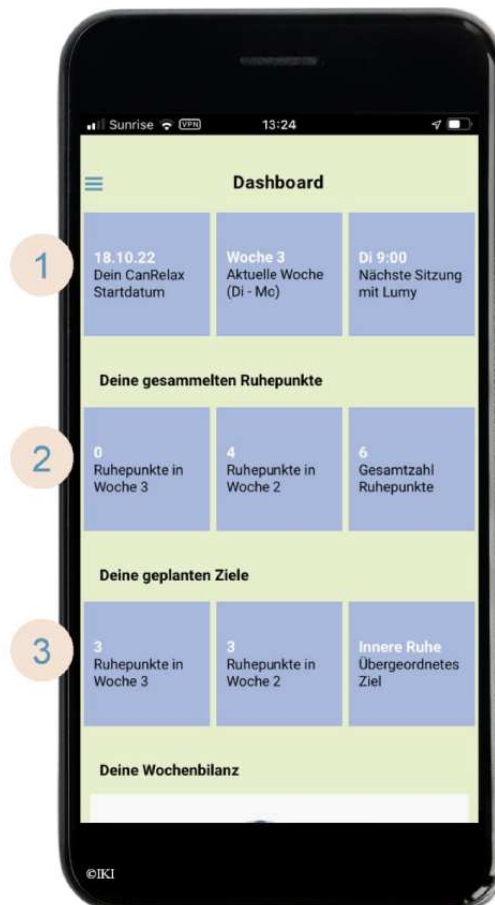 Sunrise VPN 13:24
Dashboard
1
18.10.22
Dein CanRelax
Startdatum
Woche 3
Aktuelle Woche
(Di - Mo)
Di 9:00
Nächste Sitzung
mit Lumy
Deine gesammelten Ruhepunkte
2
0
Ruhepunkte in
Woche 3
4
Ruhepunkte in
Woche 2
6
Gesamtzahl
Ruhepunkte
Deine geplanten Ziele
3
3
Ruhepunkte in
Woche 3
3
Ruhepunkte in
Woche 2
Innere Ruhe
Übergeordnetes
Ziel
Deine Wochenbilanz
©IKI